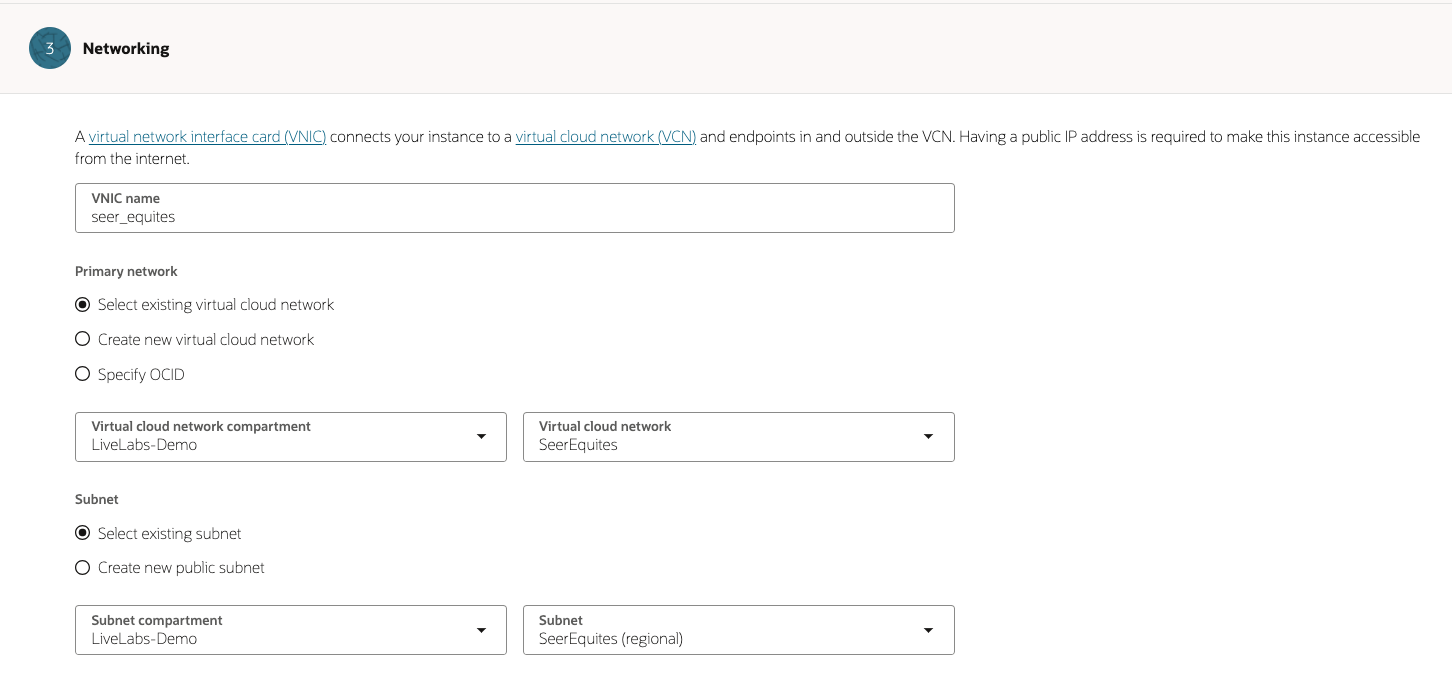 3 Networking
A virtual network interface card (VNIC) connects your instance to a virtual cloud network (VCN) and endpoints in and outside the VCN. Having a public IP address is required to make this instance accessible
from the internet.
VNIC name
seer_equites
Primary network
Select existing virtual cloud network
Create new virtual cloud network
Specify OCID
Virtual cloud network compartment
LiveLabs-Demo
Virtual cloud network
SeerEquites
Subnet
Select existing subnet
Create new public subnet
Subnet compartment
LiveLabs-Demo
Subnet
SeerEquites (regional)